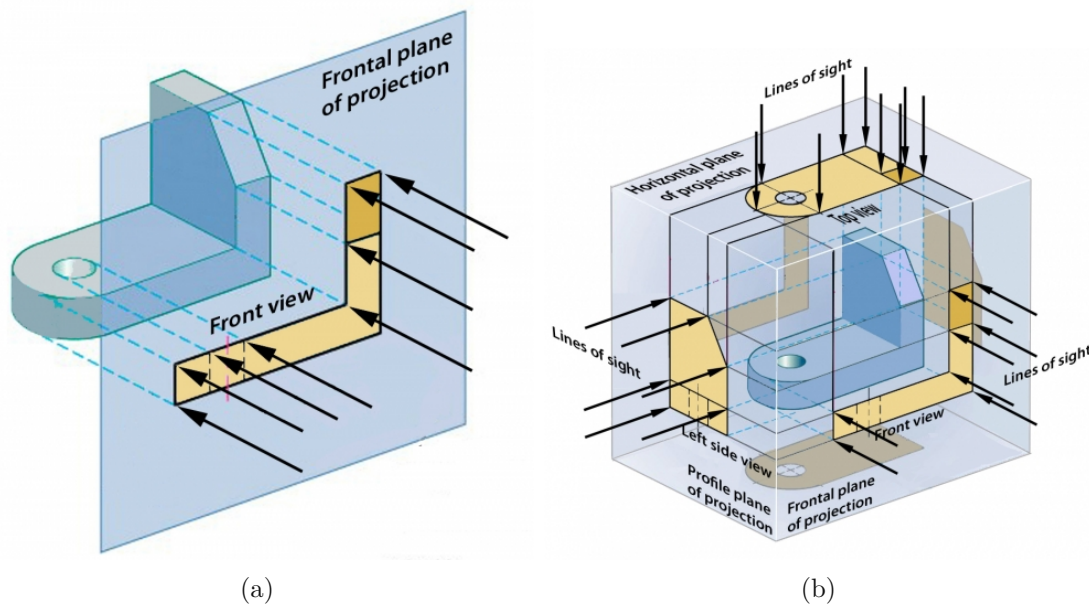 Frontal plane
of projection
Front view
(a)
Lines of sight
Horizontal plane
of projection
Top view
Lines of sight
Lines of sight
Left side view
Front view
Profile plane
of projection
Frontal plane
of projection
(b)